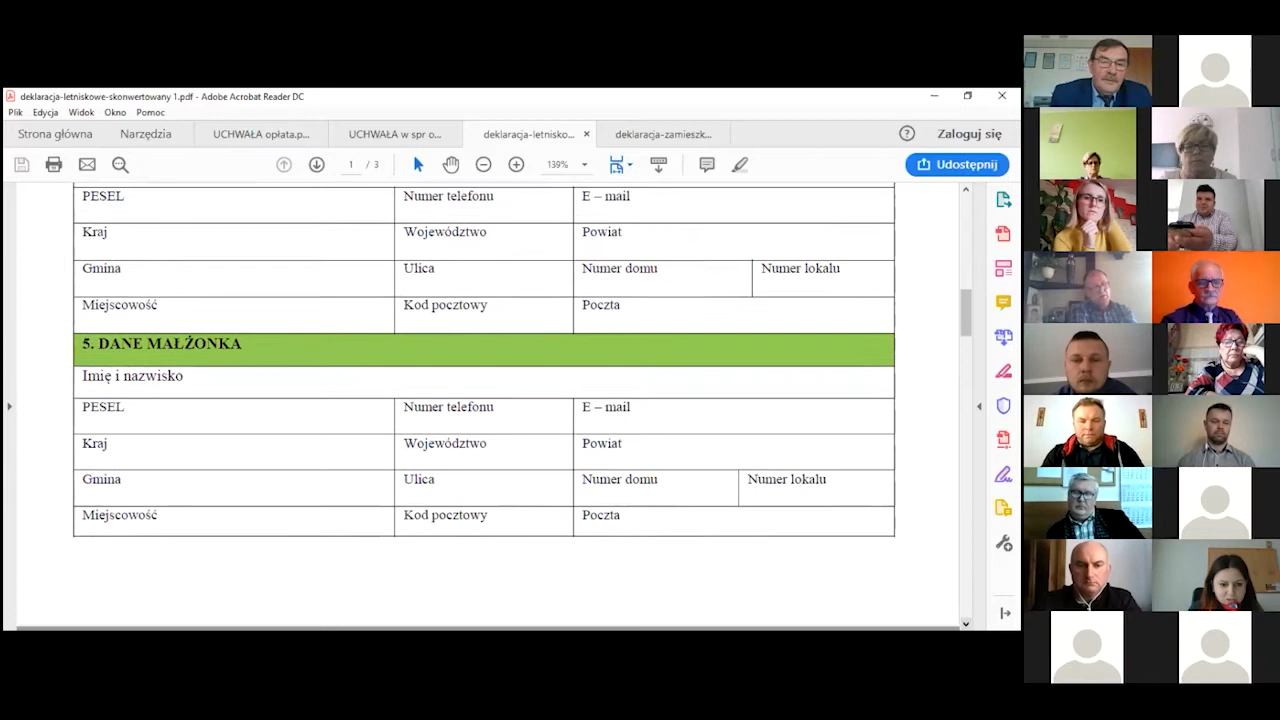 deklaracja-letniskowe-skonwertowany 1.pdf - Adobe Acrobat Reader DC
Plik Edycja Widok Okno Pomoc
Strona główna Narzędzia UCHWAŁA opłata.p... UCHWAŁA w spr o... deklaracja-letnisko... × deklaracja-zamieszk... Zaloguj się
1 / 3 139% Udostępnij
PESEL Numer telefonu E – mail
Kraj Województwo Powiat
Gmina Ulica Numer domu Numer lokalu
Miejscowość Kod pocztowy Poczta
5. DANE MAŁŻONKA
Imię i nazwisko
PESEL Numer telefonu E – mail
Kraj Województwo Powiat
Gmina Ulica Numer domu Numer lokalu
Miejscowość Kod pocztowy Poczta